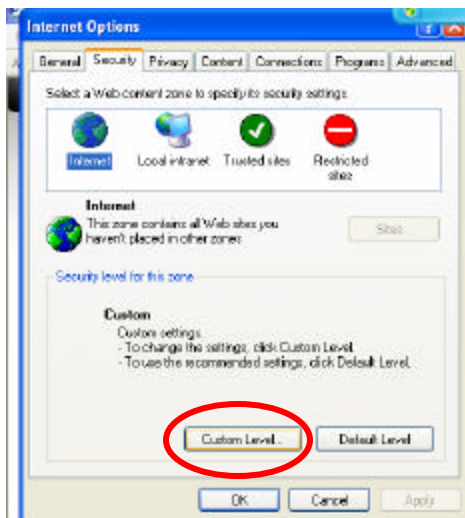 Internet Options
General Security Privacy Content Connections Programs Advanced
Select a Web content zone to specify its security settings.
Internet Local intranet Trusted sites Restricted
sites
Internet
This zone contains all Web sites you
haven't placed in other zones
Sites...
Security level for this zone
Custom
Custom settings.
- To change the settings, click Custom Level.
- To use the recommended settings, click Default Level.
Custom Level... Default Level
OK Cancel Apply